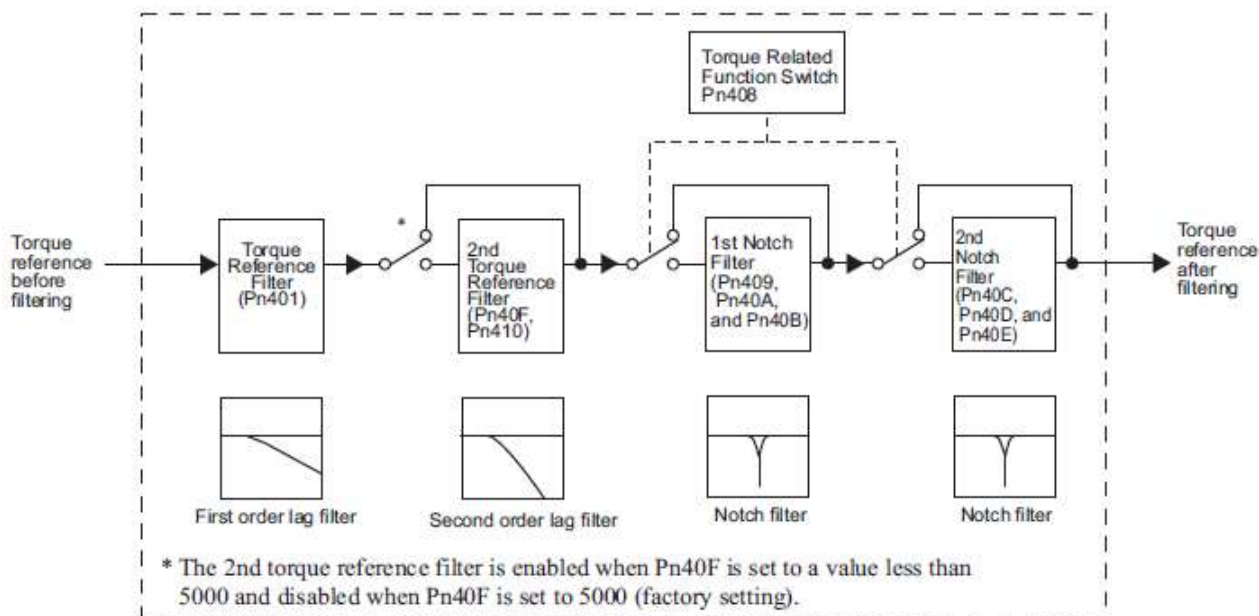 Torque Related
Function Switch
Pn408
Torque
reference
before
filtering
Torque
Reference
Filter
(Pn401)
*
2nd
Torque
Reference
Filter
(Pn40F,
Pn410)
1st Notch
Filter
(Pn409,
Pn40A,
and Pn40B)
2nd
Notch
Filter
(Pn40C,
Pn40D, and
Pn40E)
Torque
reference
after
filtering
First order lag filter
Second order lag filter
Notch filter
Notch filter
* The 2nd torque reference filter is enabled when Pn40F is set to a value less than
5000 and disabled when Pn40F is set to 5000 (factory setting).